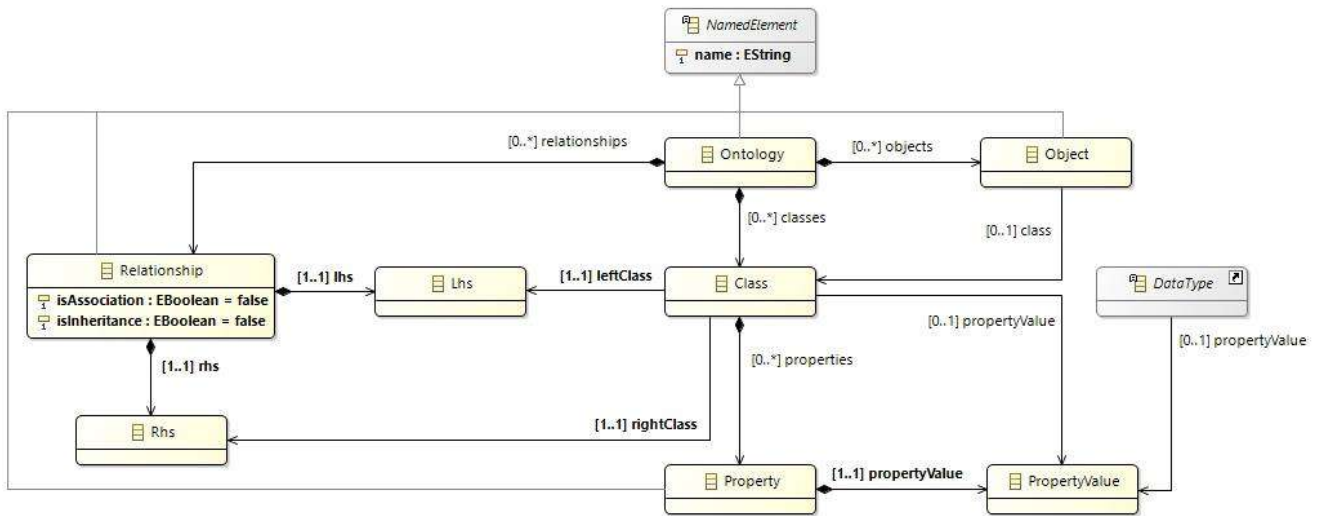 NamedElement
name : EString
[0..*] relationships
Ontology
[0..*] objects
Object
[0..*] classes
[0..1] class
Relationship
isAssociation : EBoolean = false
isInheritance : EBoolean = false
[1..1] lhs
Lhs
[1..1] leftClass
Class
DataType
[0..1] propertyValue
[0..1] propertyValue
[1..1] rhs
[0..*] properties
Rhs
[1..1] rightClass
Property
[1..1] propertyValue
PropertyValue